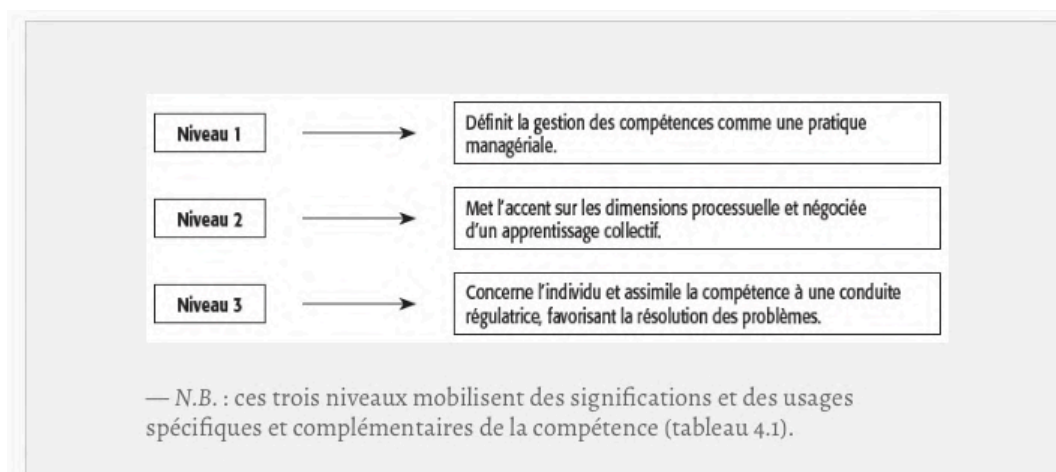 Niveau 1
Définit la gestion des compétences comme une pratique
managériale.
Niveau 2
Met l'accent sur les dimensions processuelle et négociée
d'un apprentissage collectif.
Niveau 3
Concerne l'individu et assimile la compétence à une conduite
régulatrice, favorisant la résolution des problèmes.
— N.B. : ces trois niveaux mobilisent des significations et des usages
spécifiques et complémentaires de la compétence (tableau 4.1).